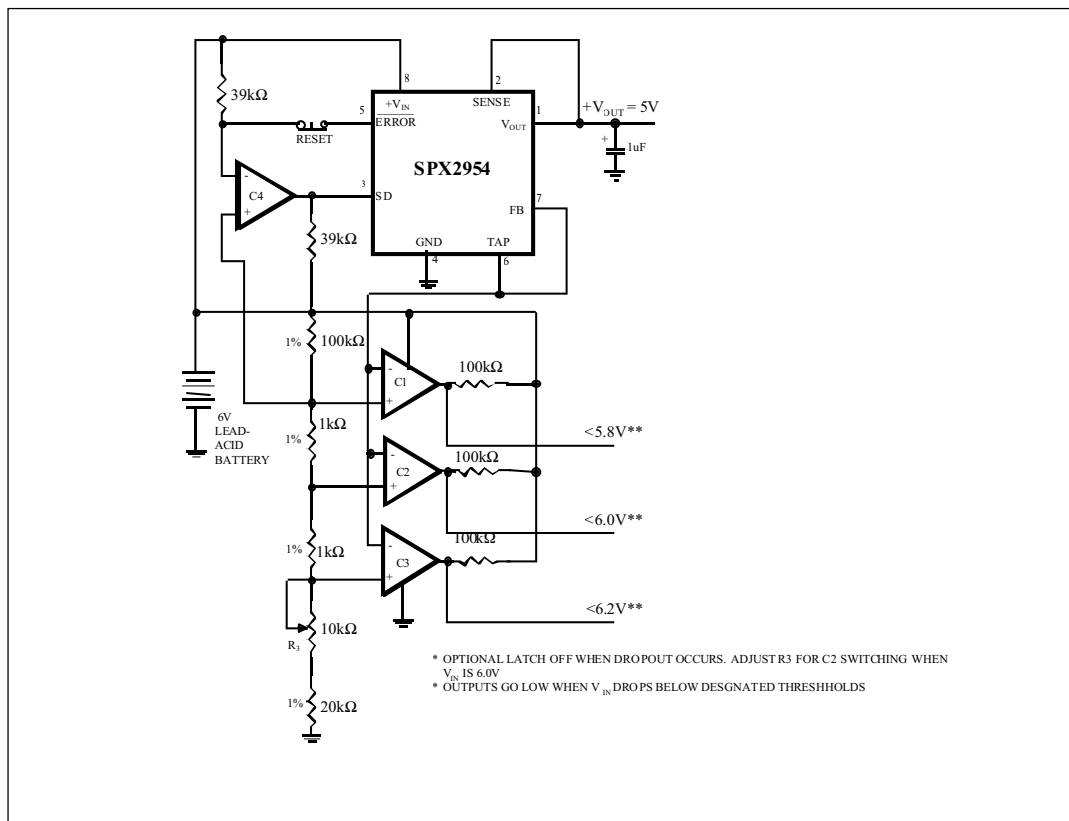 8
2
39kΩ
+VIN
SENSE
5
ERROR
1
VOUT
+VOUT = 5V
RESET
+
1uF
SPX2954
-
C4
+
3
SD
7
FB
39kΩ
GND
TAP
4
6
1%
100kΩ
-
C1
+
100kΩ
6V
LEAD-
ACID
BATTERY
1%
1kΩ
<5.8V**
100kΩ
-
C2
+
<6.0V**
1%
1kΩ
100kΩ
-
C3
+
<6.2V**
10kΩ
R3
1%
20kΩ
* OPTIONAL LATCH OFF WHEN DROPOUT OCCURS. ADJUST R3 FOR C2 SWITCHING WHEN
VIN IS 6.0V
* OUTPUTS GO LOW WHEN VIN DROPS BELOW DESGNATED THRESHHOLDS